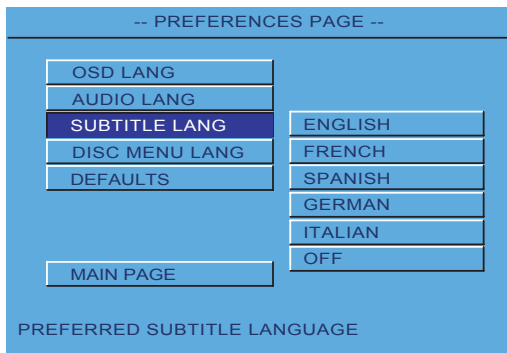 -- PREFERENCES PAGE --
OSD LANG
AUDIO LANG
SUBTITLE LANG
DISC MENU LANG
DEFAULTS
ENGLISH
FRENCH
SPANISH
GERMAN
ITALIAN
OFF
MAIN PAGE
PREFERRED SUBTITLE LANGUAGE